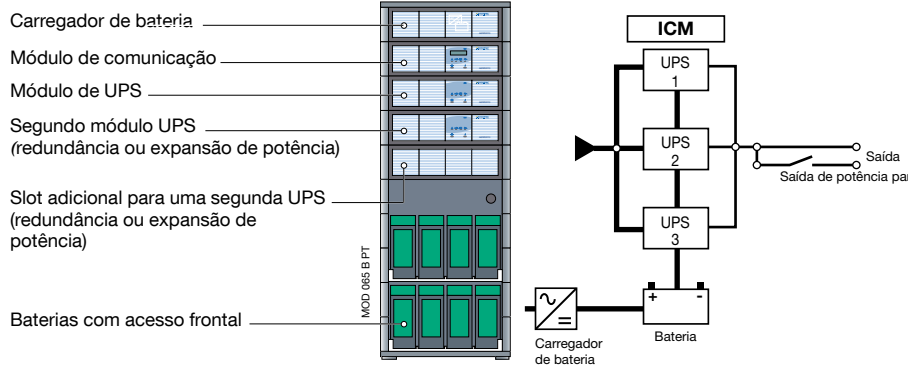 Carregador de bateria
Módulo de comunicação
Módulo de UPS
Segundo módulo UPS
(redundância ou expansão de potência)
Slot adicional para uma segunda UPS
(redundância ou expansão de
potência)
Baterias com acesso frontal
MOD 065 B PT
ICM
UPS
1
UPS
2
UPS
3
Saída
Saída de potência par
+ -
Bateria
Carregador
de bateria